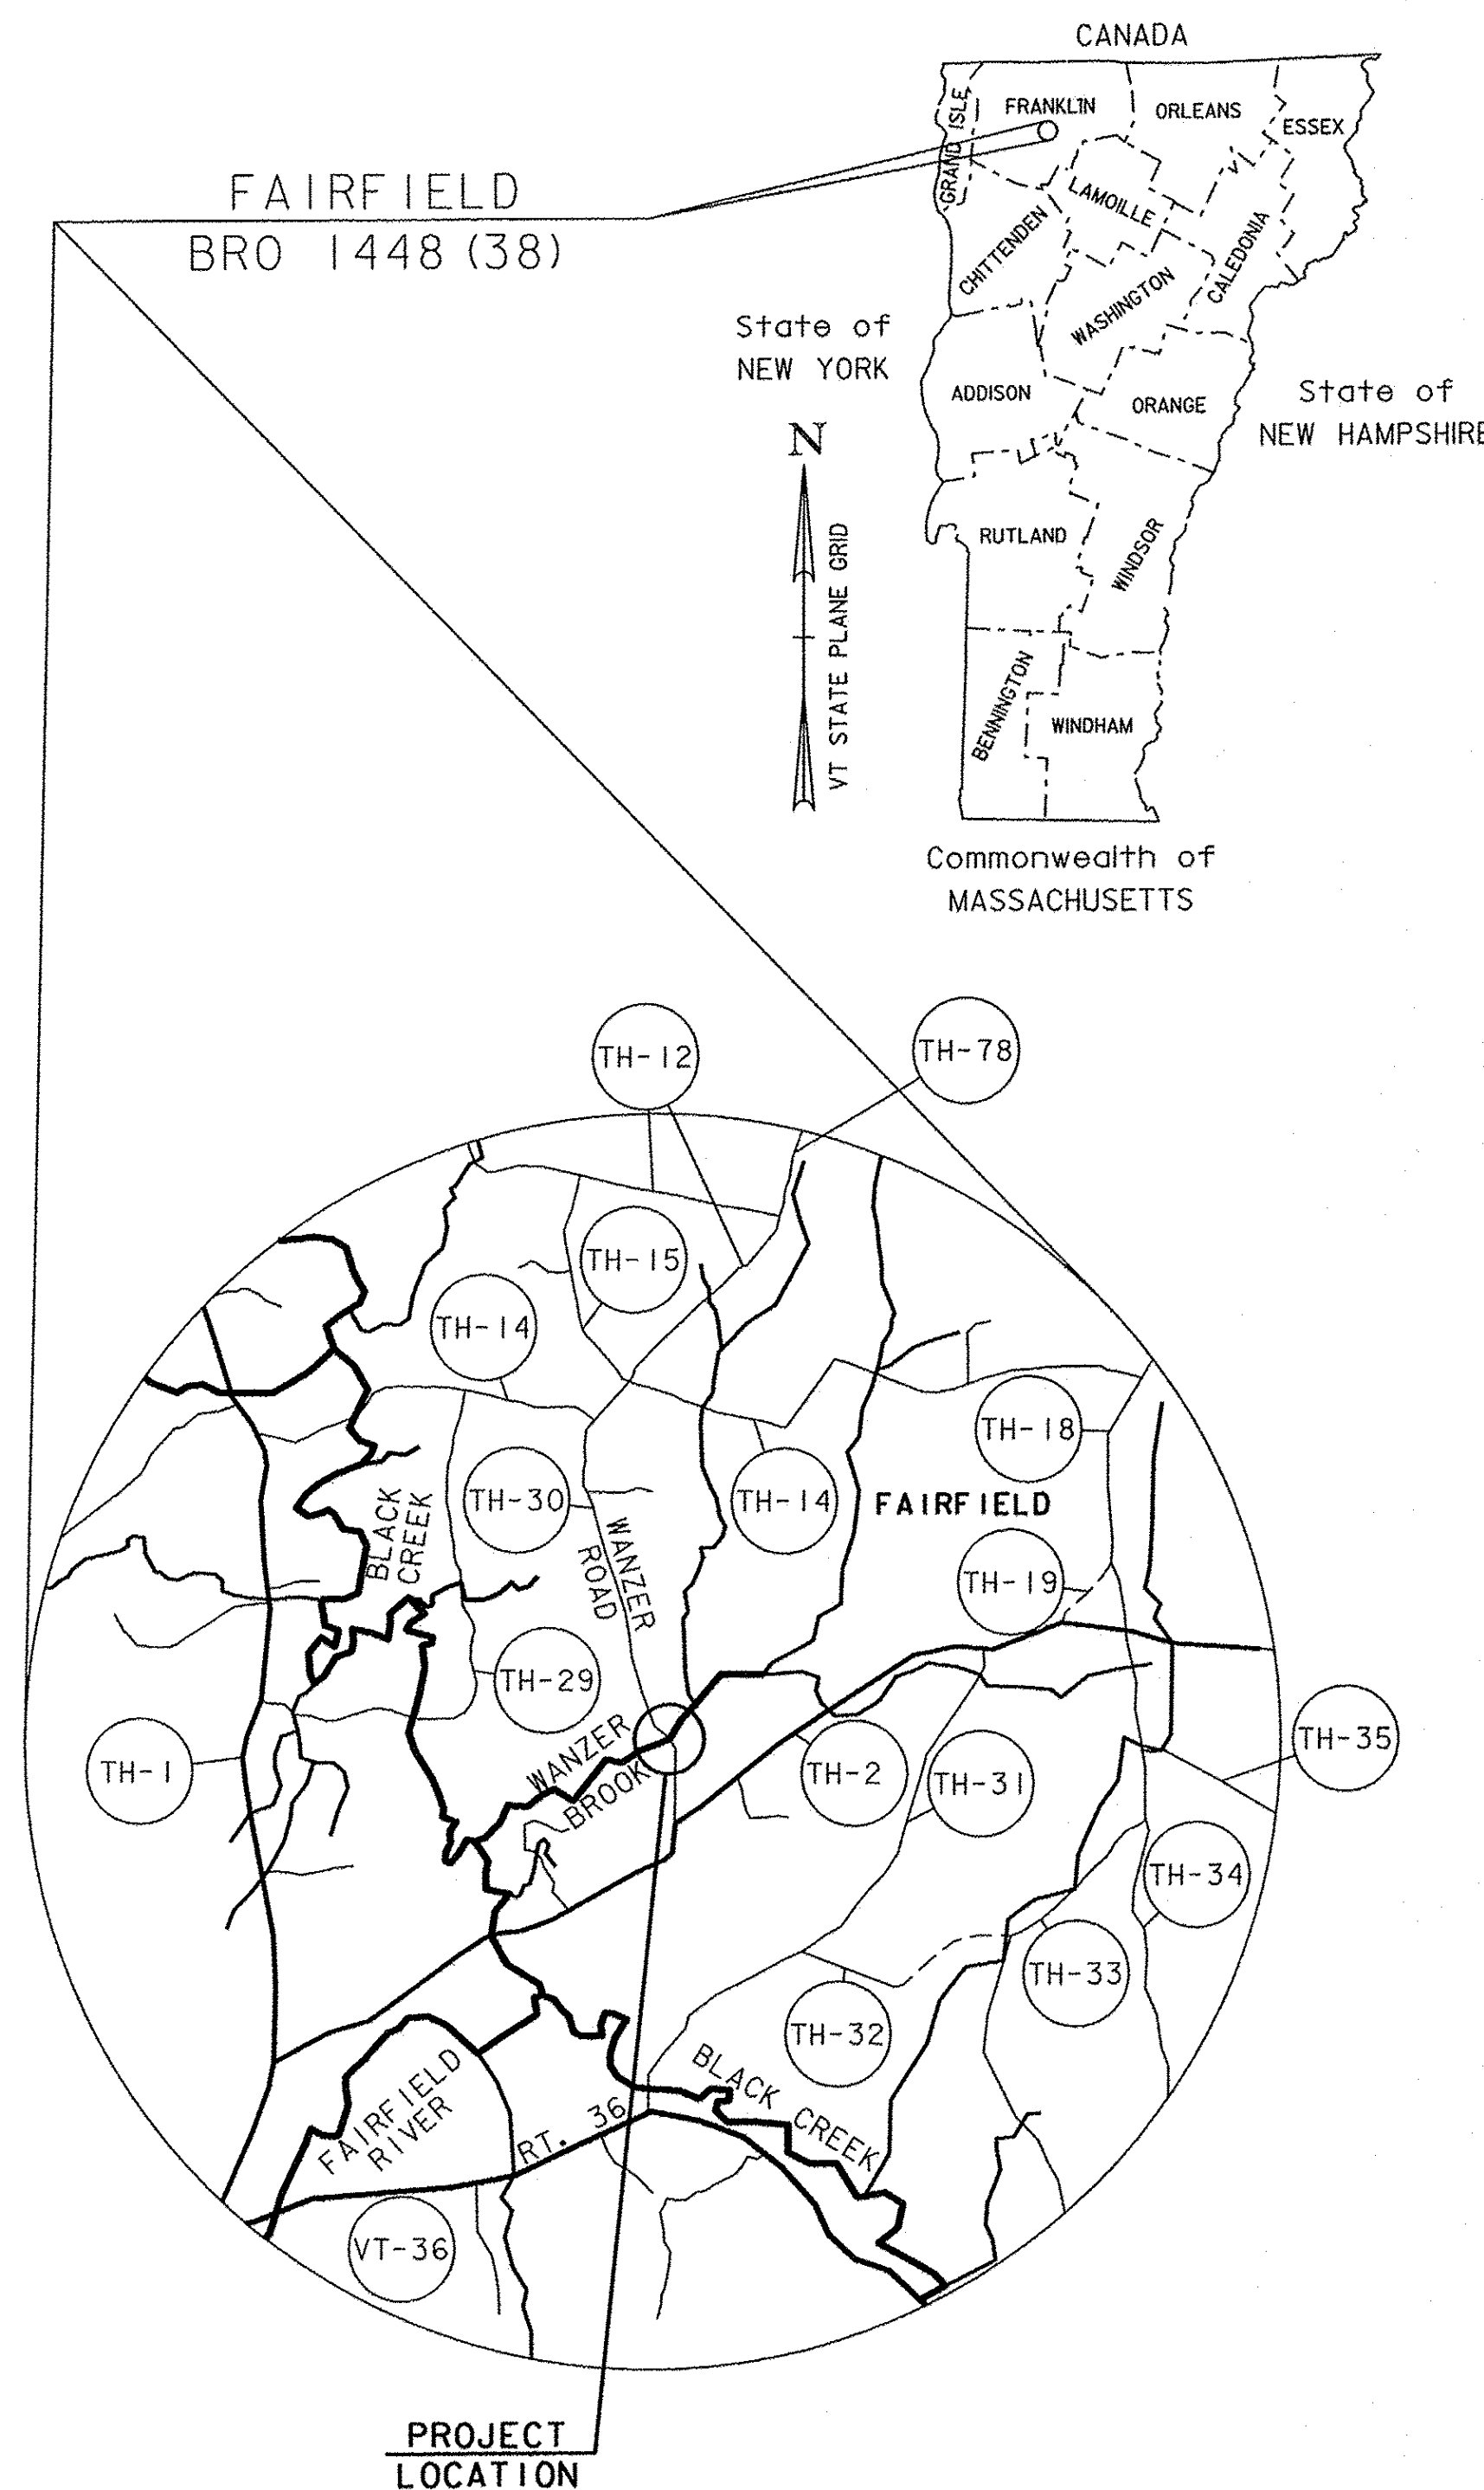 CANADA
FRANKLIN
ORLEANS
ESSEX
GRAND ISLE
LAMOILLE
CHITTENDEN
CALEDONIA
WASHINGTON
FAIRFIELD
BRO 1448 (38)
State of
NEW YORK
ADDISON
ORANGE
State of
NEW HAMPSHIRE
N
VT STATE PLANE GRID
RUTLAND
WINDSOR
BENNINGTON
WINDHAM
Commonwealth of
MASSACHUSETTS
TH-12
TH-78
TH-15
TH-14
TH-18
TH-30
TH-14
FAIRFIELD
BLACK
CREEK
WANZER
ROAD
TH-19
TH-29
TH-1
WANZER
BROOK
TH-2
TH-31
TH-35
TH-34
TH-33
TH-32
BLACK CREEK
FAIRFIELD
RIVER
RT. 36
VT-36
PROJECT
LOCATION